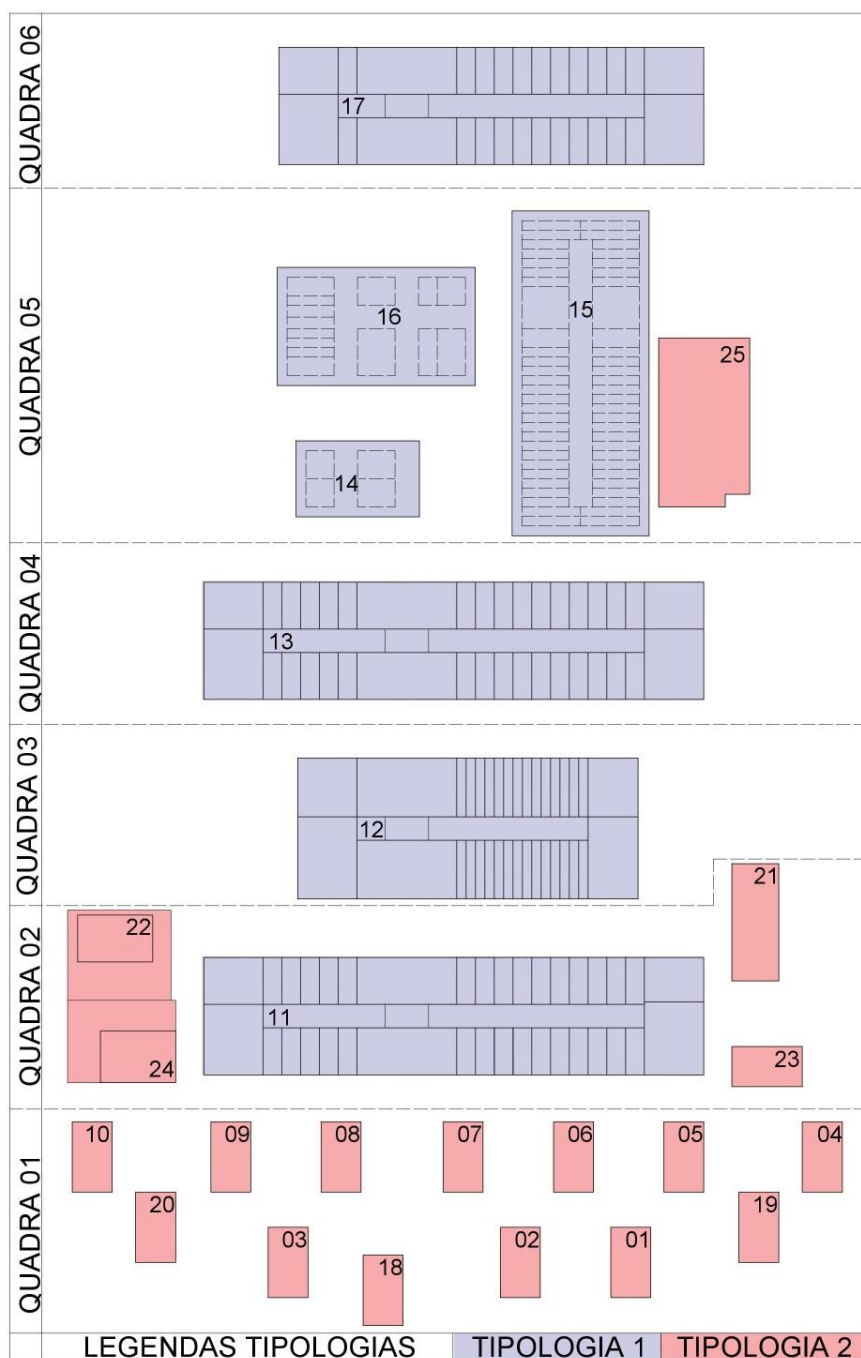 QUADRA 06
17
QUADRA 05
16
15
25
14
QUADRA 04
13
QUADRA 03
12
21
QUADRA 02
22
11
24
23
QUADRA 01
10
09
08
07
06
05
04
20
19
03
02
01
18
LEGENDAS TIPOLOGIAS
TIPOLOGIA 1
TIPOLOGIA 2